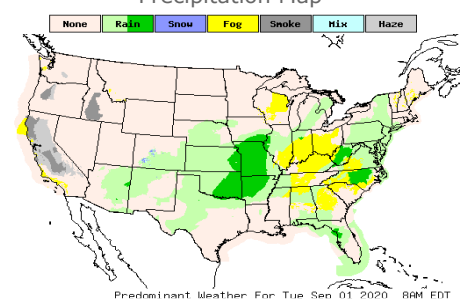 Precipitation Map
None Rain Snow Fog Smoke Mix Haze
Predominant Weather For Tue Sep 01 2020 8AM EDT